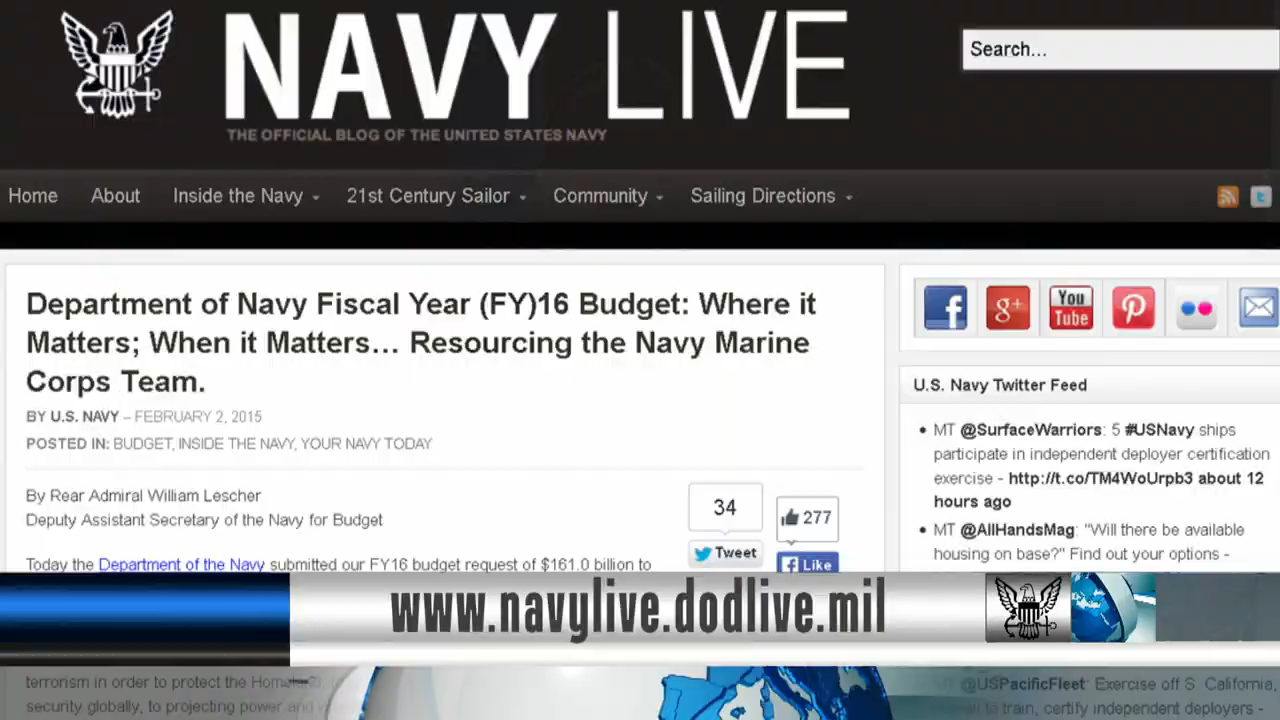 NAVY LIVE
THE OFFICIAL BLOG OF THE UNITED STATES NAVY
Search...
Home About Inside the Navy 21st Century Sailor Community Sailing Directions
Department of Navy Fiscal Year (FY)16 Budget: Where it
Matters; When it Matters… Resourcing the Navy Marine
Corps Team.
BY U.S. NAVY – FEBRUARY 2, 2015
POSTED IN: BUDGET, INSIDE THE NAVY, YOUR NAVY TODAY
By Rear Admiral William Lescher
Deputy Assistant Secretary of the Navy for Budget
34
Tweet
277
Like
Today the Department of the Navy submitted our FY16 budget request of $161.0 billion to
f
g+
You
Tube
U.S. Navy Twitter Feed
MT @SurfaceWarriors: 5 #USNavy ships
participate in independent deployer certification
exercise - http://t.co/TM4WoUrpb3 about 12
hours ago
MT @AllHandsMag: "Will there be available
housing on base?" Find out your options -
www.navylive.dodlive.mil
terrorism in order to protect the
security globally, to projecting power and
@USPacificFleet: Exercise off S. California,
to train, certify independent deployers -